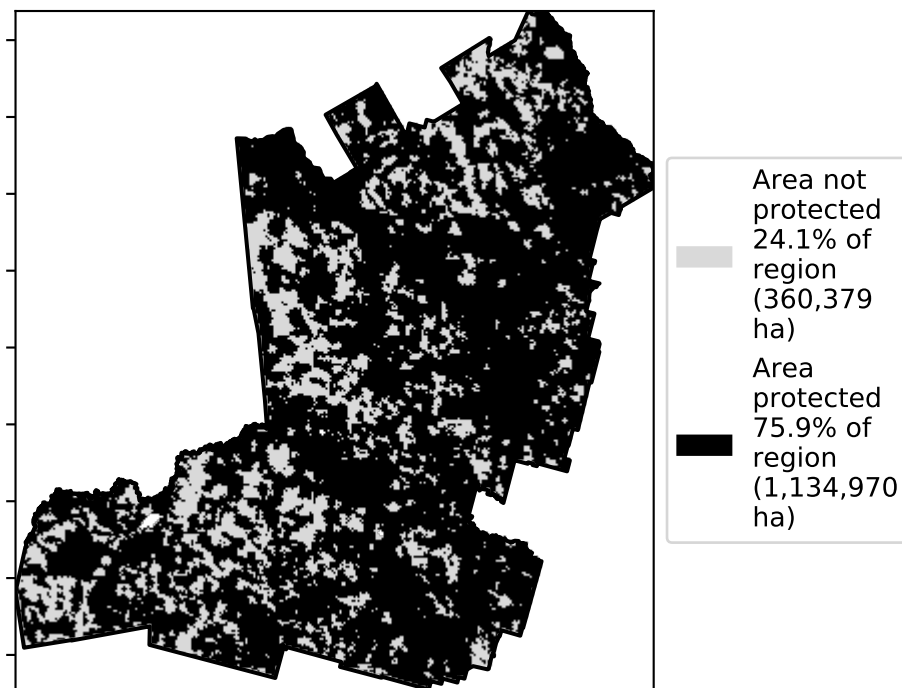 Area not
protected
24.1% of
region
(360,379
ha)
Area
protected
75.9% of
region
(1,134,970
ha)